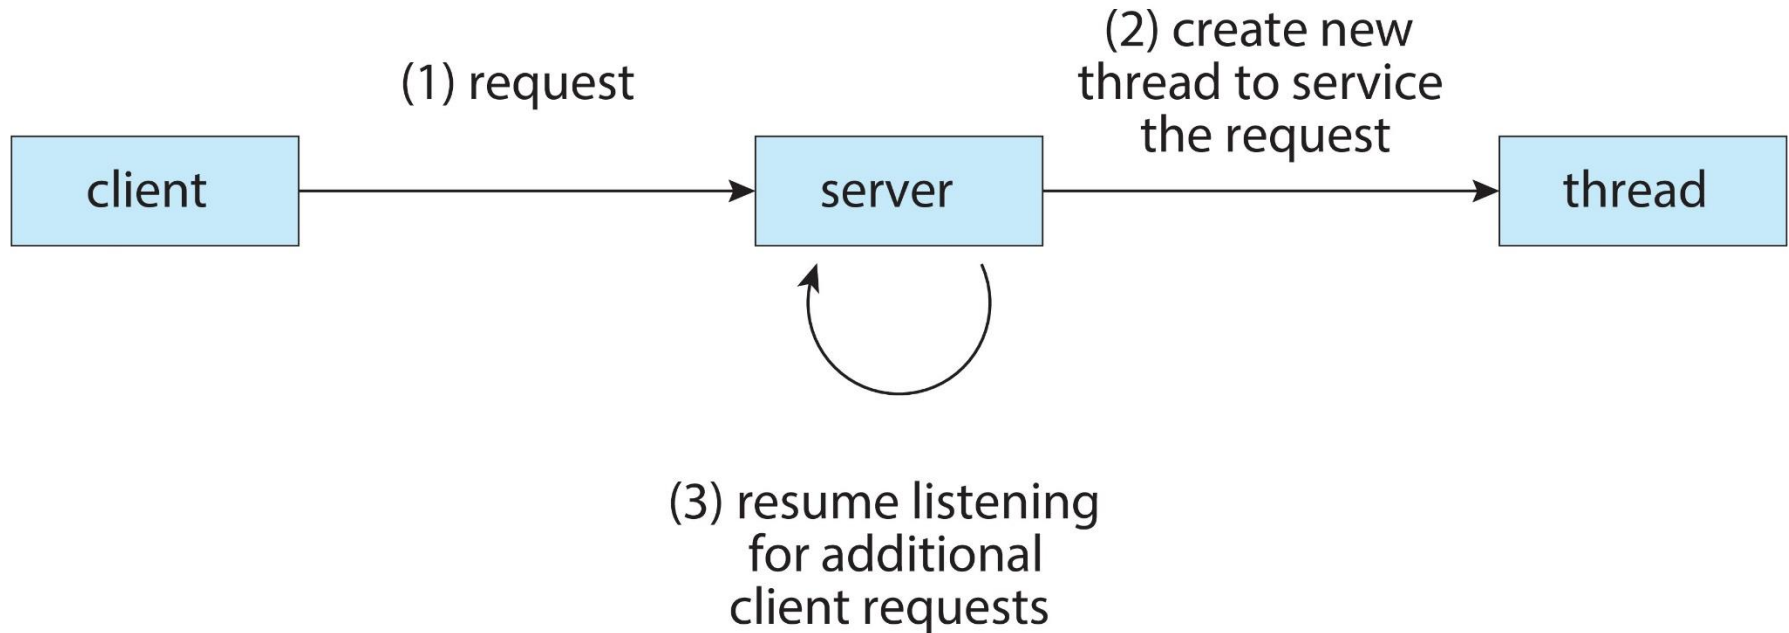 (1) request
(2) create new
thread to service
the request
client
server
thread
(3) resume listening
for additional
client requests